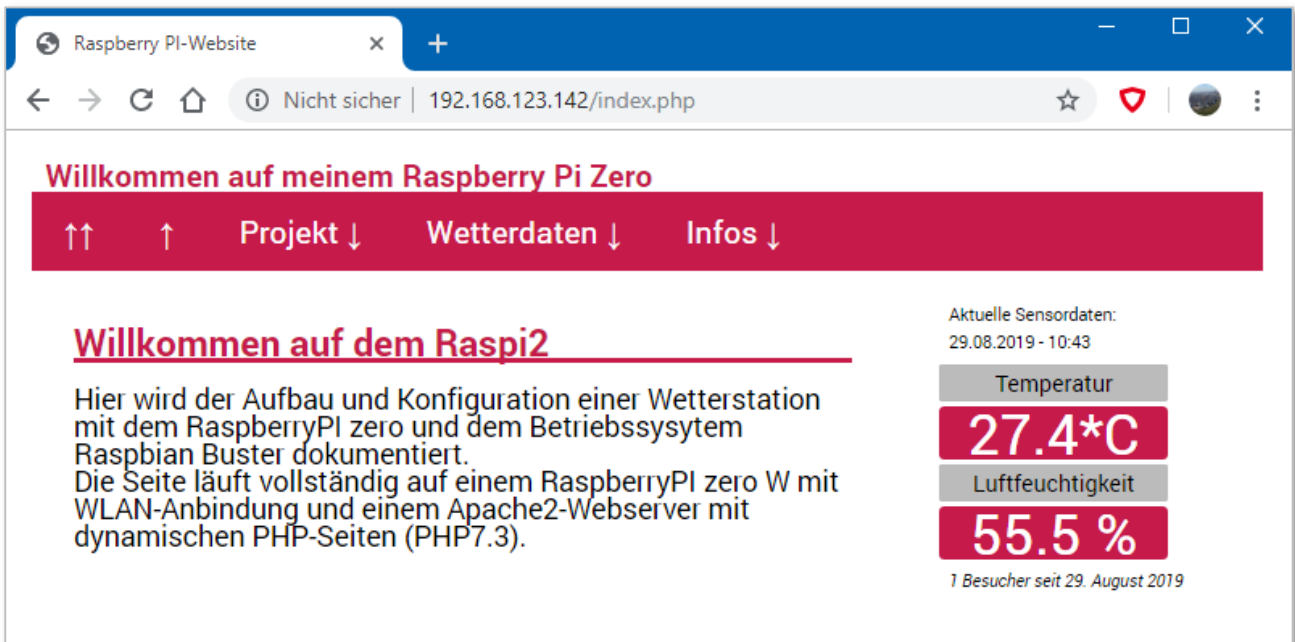 Raspberry PI-Website
Nicht sicher | 192.168.123.142/index.php
Willkommen auf meinem Raspberry Pi Zero
↑↑ ↑ Projekt ↓ Wetterdaten ↓ Infos ↓
Willkommen auf dem Raspi2
Hier wird der Aufbau und Konfiguration einer Wetterstation
mit dem RaspberryPI zero und dem Betriebssysytem
Raspbian Buster dokumentiert.
Die Seite läuft vollständig auf einem RaspberryPI zero W mit
WLAN-Anbindung und einem Apache2-Webserver mit
dynamischen PHP-Seiten (PHP7.3).
Aktuelle Sensordaten:
29.08.2019 - 10:43
Temperatur
27.4*C
Luftfeuchtigkeit
55.5 %
1 Besucher seit 29. August 2019